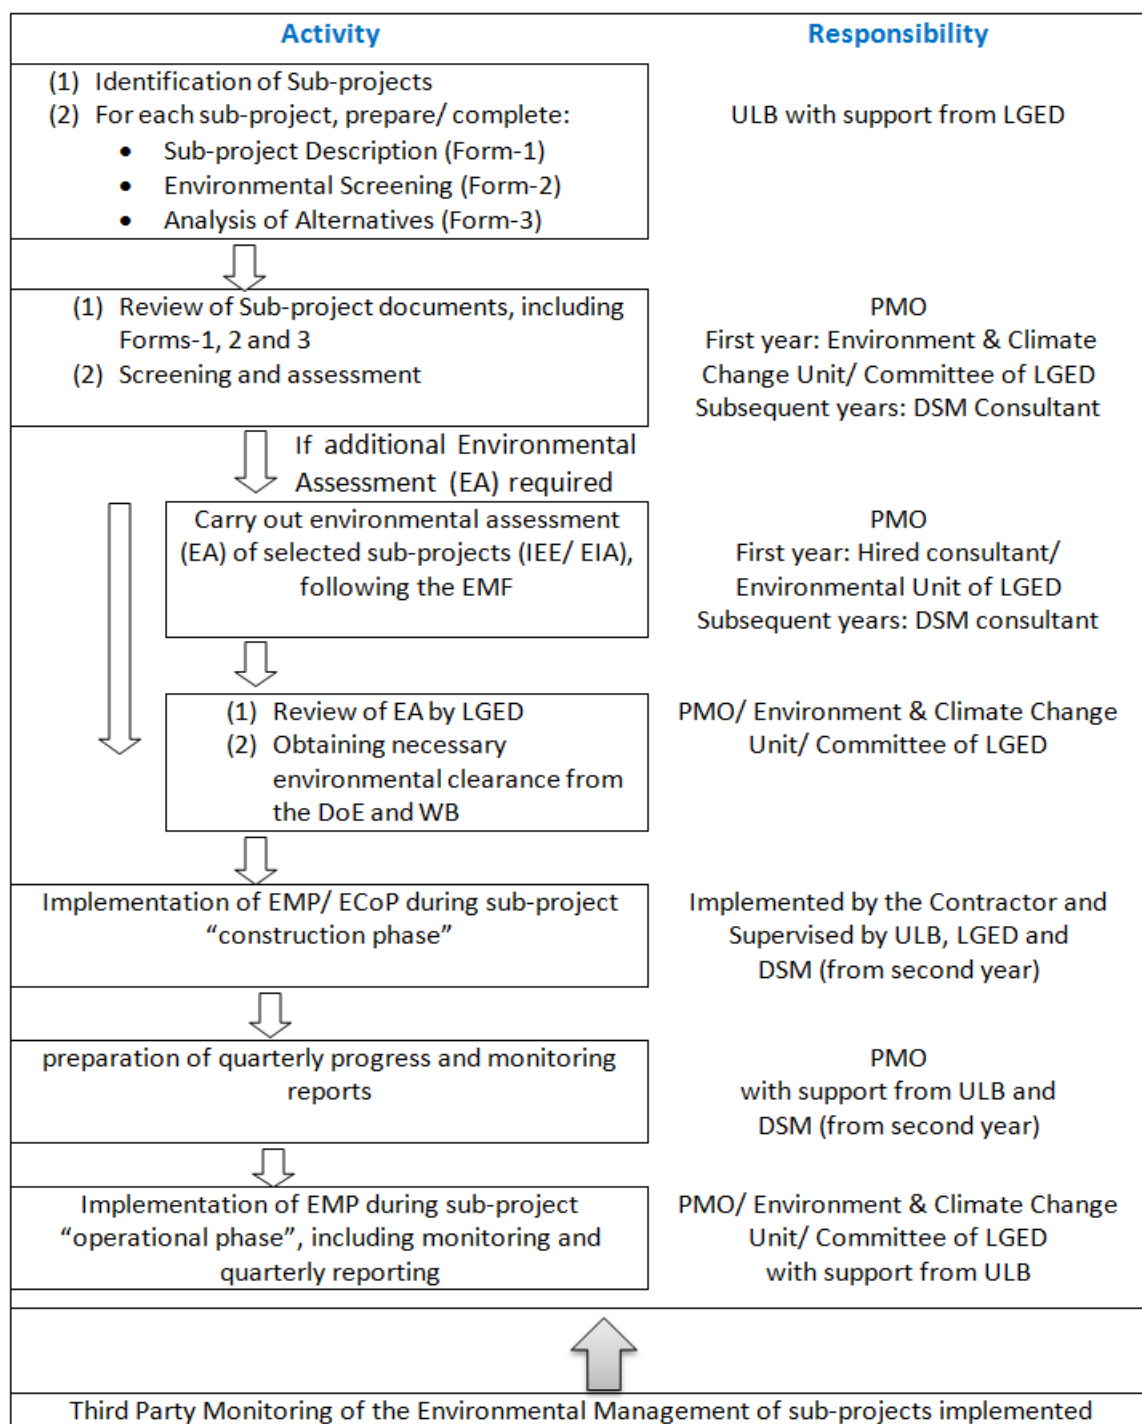 Activity
Responsibility
(1) Identification of Sub-projects
(2) For each sub-project, prepare/ complete:
• Sub-project Description (Form-1)
• Environmental Screening (Form-2)
• Analysis of Alternatives (Form-3)
ULB with support from LGED
(1) Review of Sub-project documents, including
Forms-1, 2 and 3
(2) Screening and assessment
PMO
First year: Environment & Climate
Change Unit/ Committee of LGED
Subsequent years: DSM Consultant
If additional Environmental
Assessment (EA) required
Carry out environmental assessment
(EA) of selected sub-projects (IEE/ EIA),
following the EMF
PMO
First year: Hired consultant/
Environmental Unit of LGED
Subsequent years: DSM consultant
(1) Review of EA by LGED
(2) Obtaining necessary
environmental clearance from
the DoE and WB
PMO/ Environment & Climate Change
Unit/ Committee of LGED
Implementation of EMP/ ECoP during sub-project
“construction phase”
Implemented by the Contractor and
Supervised by ULB, LGED and
DSM (from second year)
preparation of quarterly progress and monitoring
reports
PMO
with support from ULB and
DSM (from second year)
Implementation of EMP during sub-project
“operational phase”, including monitoring and
quarterly reporting
PMO/ Environment & Climate Change
Unit/ Committee of LGED
with support from ULB
Third Party Monitoring of the Environmental Management of sub-projects implemented